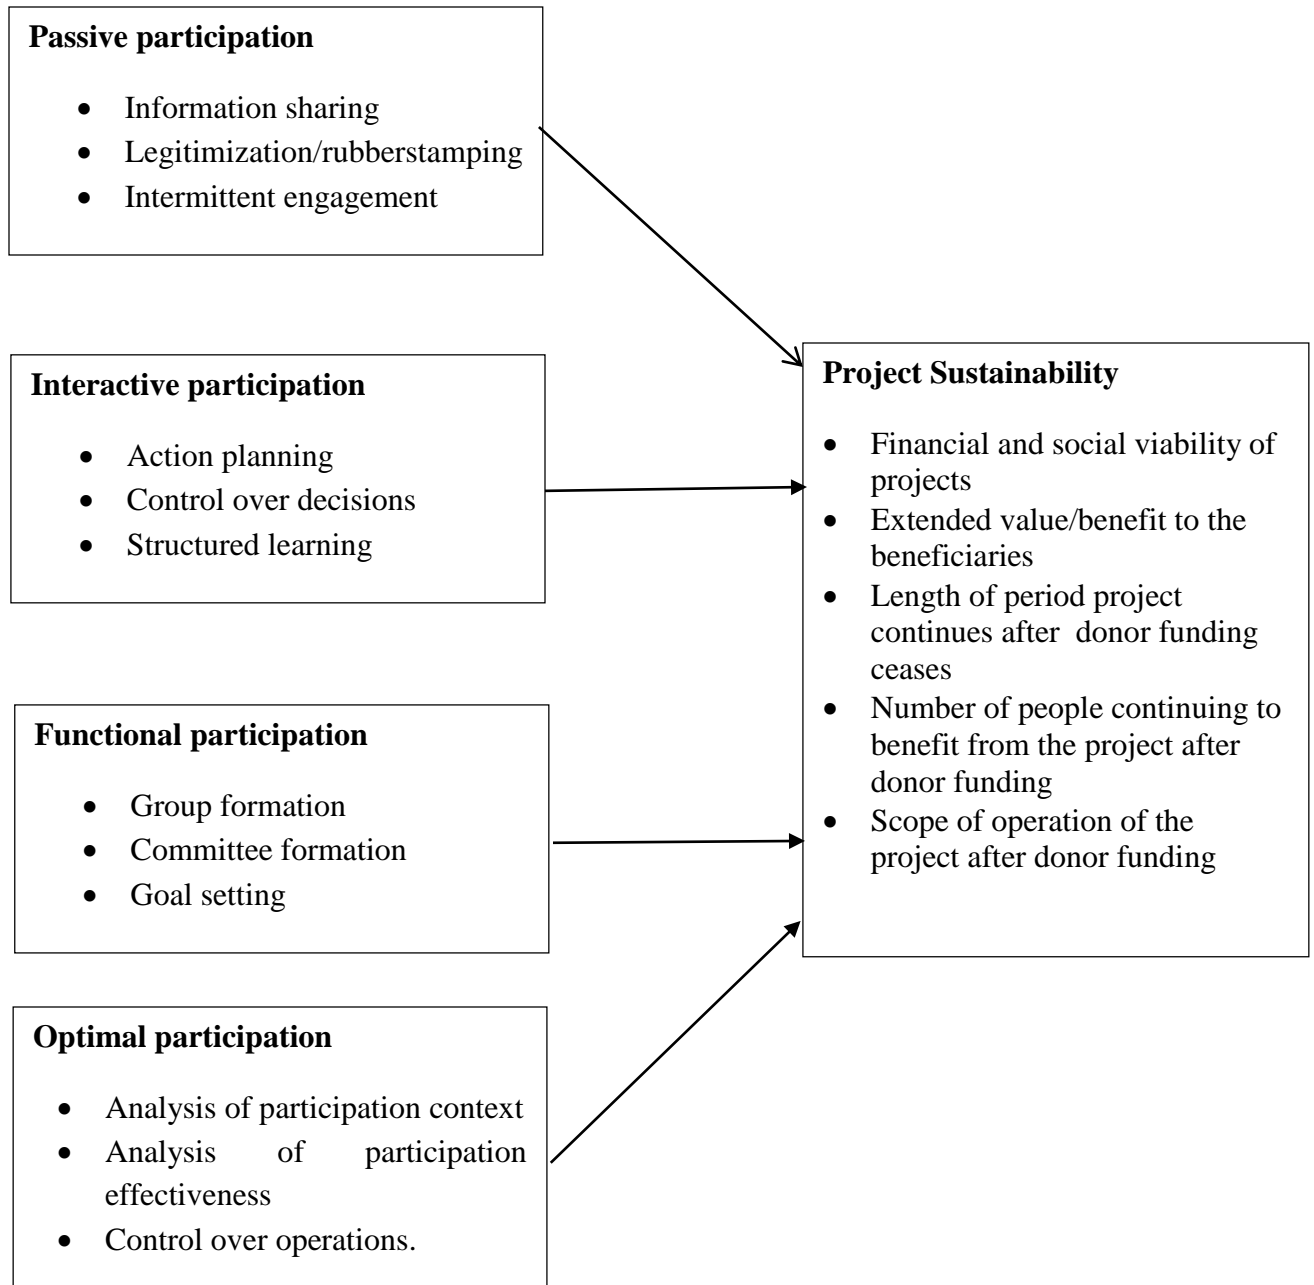 Passive participation
• Information sharing
• Legitimization/rubberstamping
• Intermittent engagement
Interactive participation
• Action planning
• Control over decisions
• Structured learning
Functional participation
• Group formation
• Committee formation
• Goal setting
Optimal participation
• Analysis of participation context
• Analysis of participation
effectiveness
• Control over operations.
Project Sustainability
• Financial and social viability of
projects
• Extended value/benefit to the
beneficiaries
• Length of period project
continues after donor funding
ceases
• Number of people continuing to
benefit from the project after
donor funding
• Scope of operation of the
project after donor funding